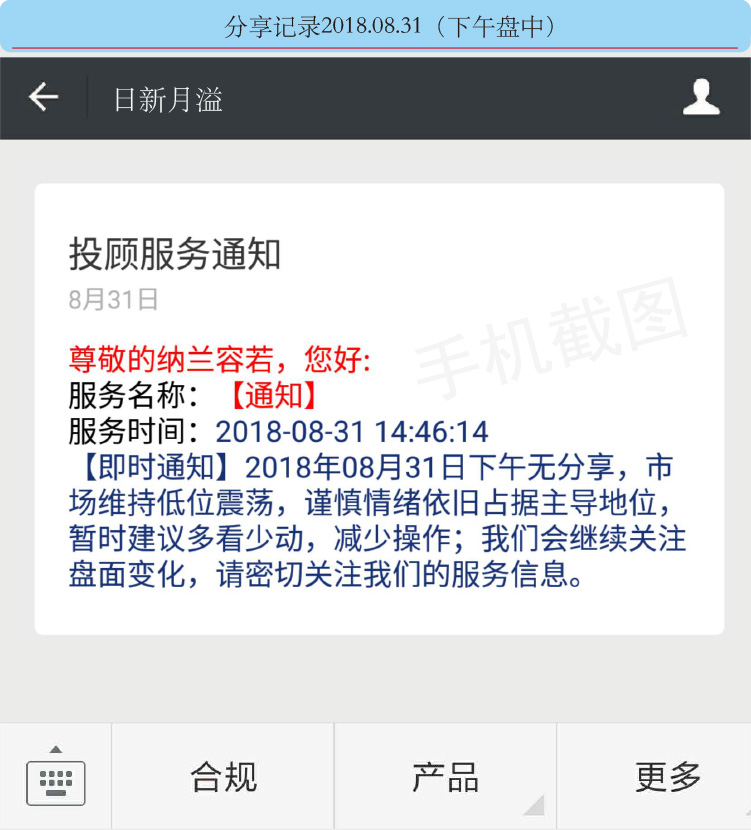 分享记录2018.08.31（下午盘中）
日新月溢
投顾服务通知
8月31日
手机截图
尊敬的纳兰容若，您好:
服务名称：【通知】
服务时间：2018-08-31 14:46:14
【即时通知】2018年08月31日下午无分享，市
场维持低位震荡，谨慎情绪依旧占据主导地位，
暂时建议多看少动，减少操作；我们会继续关注
盘面变化，请密切关注我们的服务信息。
合规
产品
更多